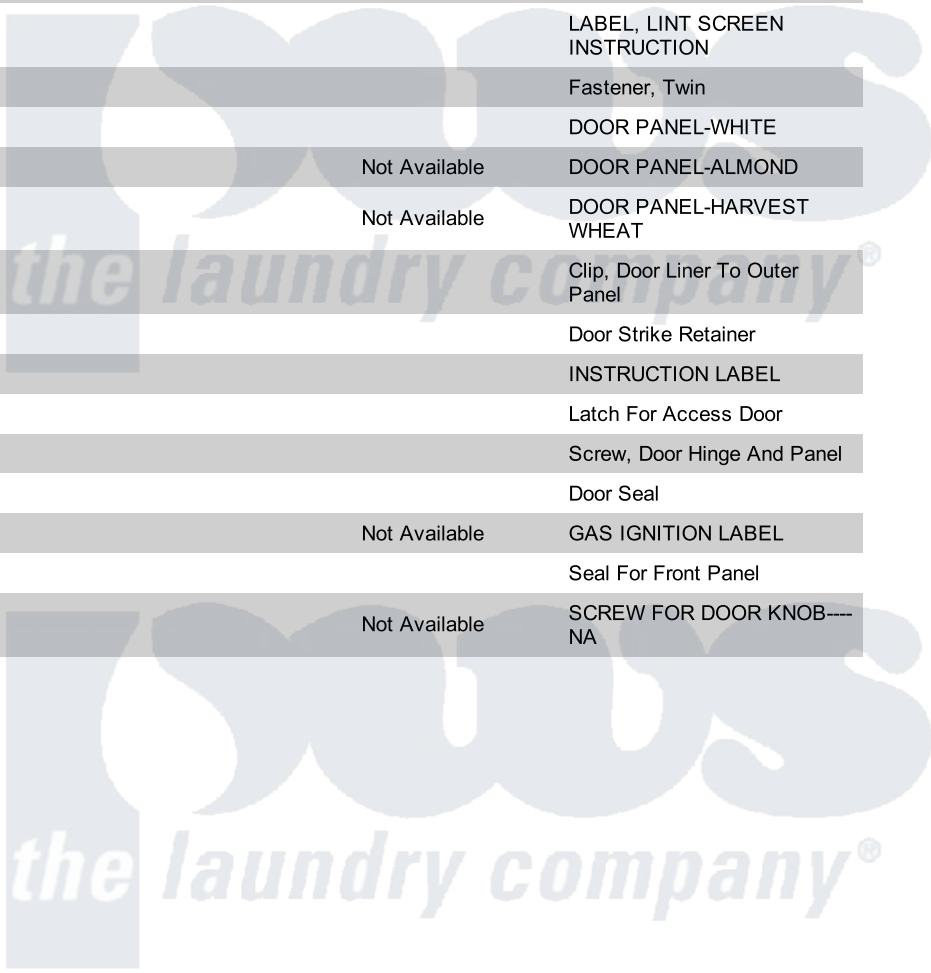 LABEL, LINT SCREEN
INSTRUCTION
Fastener, Twin
DOOR PANEL-WHITE
Not Available DOOR PANEL-ALMOND
Not Available DOOR PANEL-HARVEST
WHEAT
Clip, Door Liner To Outer
Panel
Door Strike Retainer
INSTRUCTION LABEL
Latch For Access Door
Screw, Door Hinge And Panel
Door Seal
Not Available GAS IGNITION LABEL
Seal For Front Panel
Not Available SCREW FOR DOOR KNOB----
NA
pws
the laundry company®
pws
the laundry company®